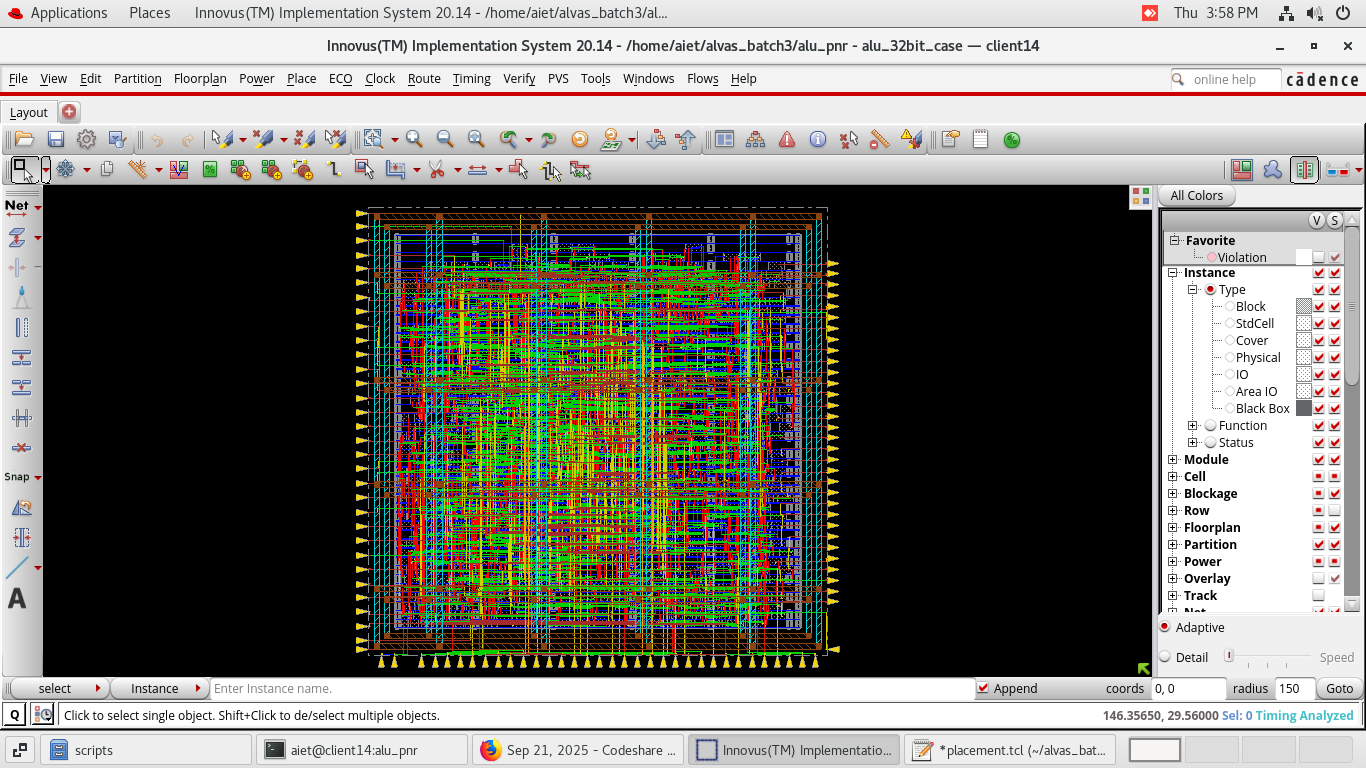 Applications Places Innovus(TM) Implementation System 20.14 - /home/aiet/alvas_batch3/al... Thu 3:58 PM
Innovus(TM) Implementation System 20.14 - /home/aiet/alvas_batch3/alu_pnr - alu_32bit_case — client14
File View Edit Partition Floorplan Power Place ECO Clock Route Timing Verify PVS Tools Windows Flows Help online help cādence
Layout
All Colors
Net
V S
Favorite
Violation
Instance
Type
Block
StdCell
Cover
Physical
IO
Area IO
Black Box
Function
Status
Module
Cell
Snap
Blockage
Row
Floorplan
Partition
Power
Overlay
A
Track
Net
Adaptive
Detail Speed
select Instance Enter Instance name. Append coords 0, 0 radius 150 Goto
Q Click to select single object. Shift+Click to de/select multiple objects. 146.35650, 29.56000 Sel: 0 Timing Analyzed
scripts aiet@client14:alu_pnr Sep 21, 2025 - Codeshare ... Innovus(TM) Implementatio... *placement.tcl (~/alvas_bat...